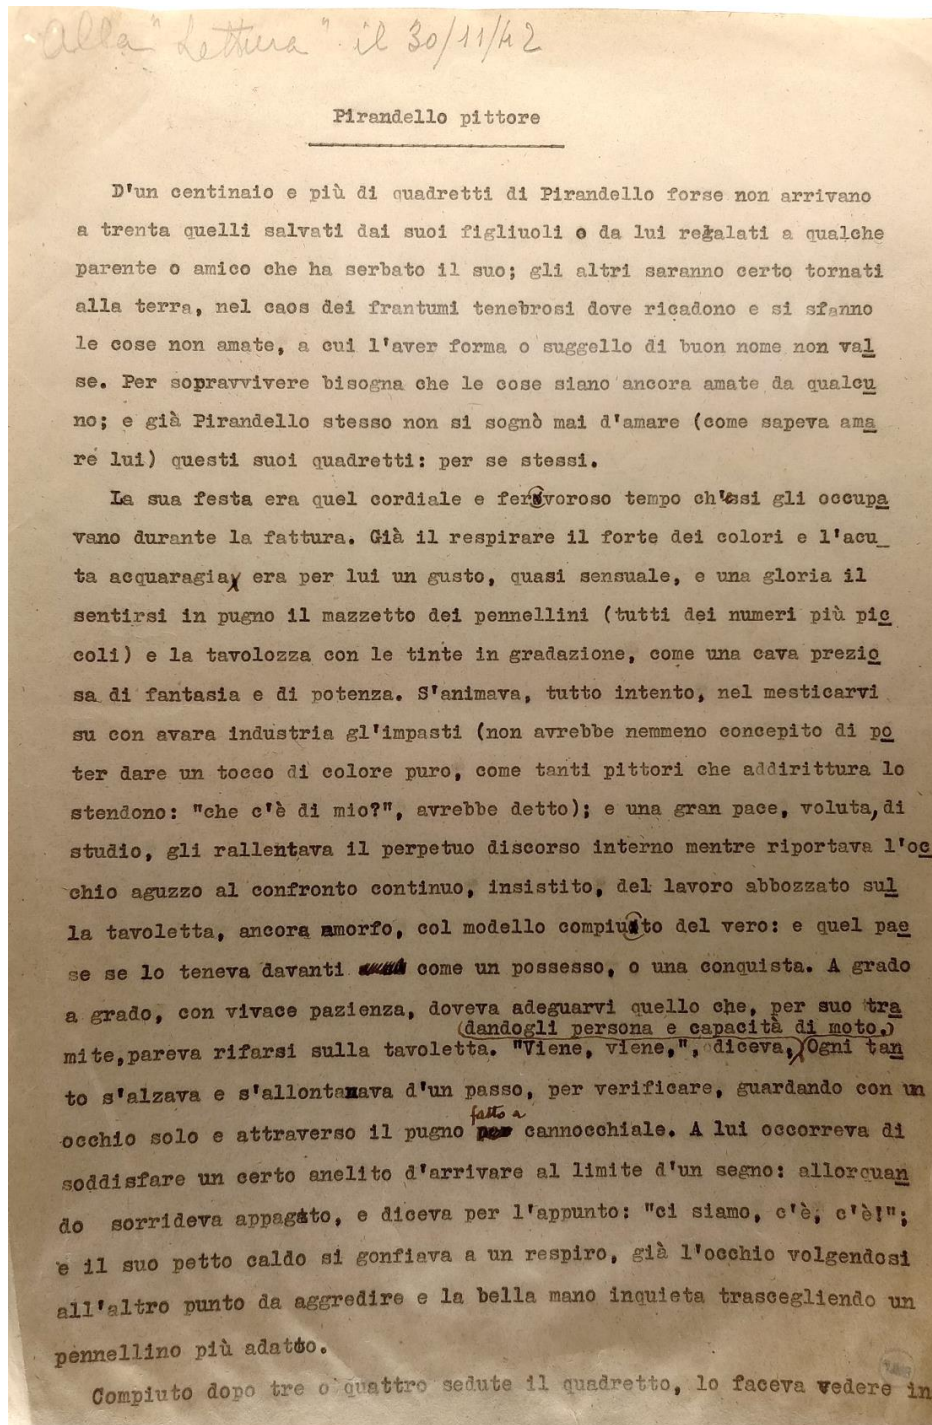 Alla "Lettura" il 30/11/42
Pirandello pittore
D'un centinaio e più di quadretti di Pirandello forse non arrivano
a trenta quelli salvati dai suoi figliuoli o da lui regalati a qualche
parente o amico che ha serbato il suo; gli altri saranno certo tornati
alla terra, nel caos dei frantumi tenebrosi dove ricadono e si sfanno
le cose non amate, a cui l'aver forma o suggello di buon nome non val
se. Per sopravvivere bisogna che le cose siano ancora amate da qualcu
no; e già Pirandello stesso non si sognò mai d'amare (come sapeva ama
re lui) questi suoi quadretti: per se stessi.
La sua festa era quel cordiale e fervoroso tempo ch'essi gli occupa
vano durante la fattura. Già il respirare il forte dei colori e l'acu_
ta acquaragia era per lui un gusto, quasi sensuale, e una gloria il
sentirsi in pugno il mazzetto dei pennellini (tutti dei numeri più pic
coli) e la tavolozza con le tinte in gradazione, come una cava prezio
sa di fantasia e di potenza. S'animava, tutto intento, nel mesticarvi
su con avara industria gl'impasti (non avrebbe nemmeno concepito di po
ter dare un tocco di colore puro, come tanti pittori che addirittura lo
stendono: "che c'è di mio?", avrebbe detto); e una gran pace, voluta, di
studio, gli rallentava il perpetuo discorso interno mentre riportava l'oc
chio aguzzo al confronto continuo, insistito, del lavoro abbozzato sul
la tavoletta, ancora amorfo, col modello compiuto del vero: e quel pae
se se lo teneva davanti come un possesso, o una conquista. A grado
a grado, con vivace pazienza, doveva adeguarvi quello che, per suo tra
(dandogli persona e capacità di moto,)
mite, pareva rifarsi sulla tavoletta. "Viene, viene,", diceva, Ogni tan
to s'alzava e s'allontanava d'un passo, per verificare, guardando con un
fatto a
occhio solo e attraverso il pugno cannocchiale. A lui occorreva di
soddisfare un certo anelito d'arrivare al limite d'un segno: allorquan
do sorrideva appagato, e diceva per l'appunto: "ci siamo, c'è, c'è!";
e il suo petto caldo si gonfiava a un respiro, già l'occhio volgendosi
all'altro punto da aggredire e la bella mano inquieta trascegliendo un
pennellino più adatto.
Compiuto dopo tre o quattro sedute il quadretto, lo faceva vedere in